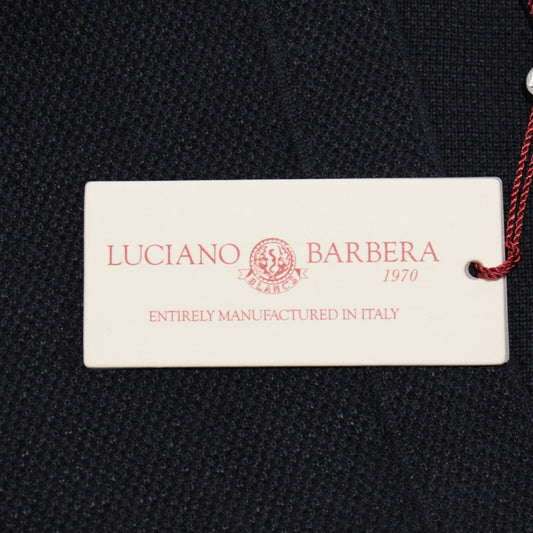 LUCIANO BARBERA
1970
ENTIRELY MANUFACTURED IN ITALY